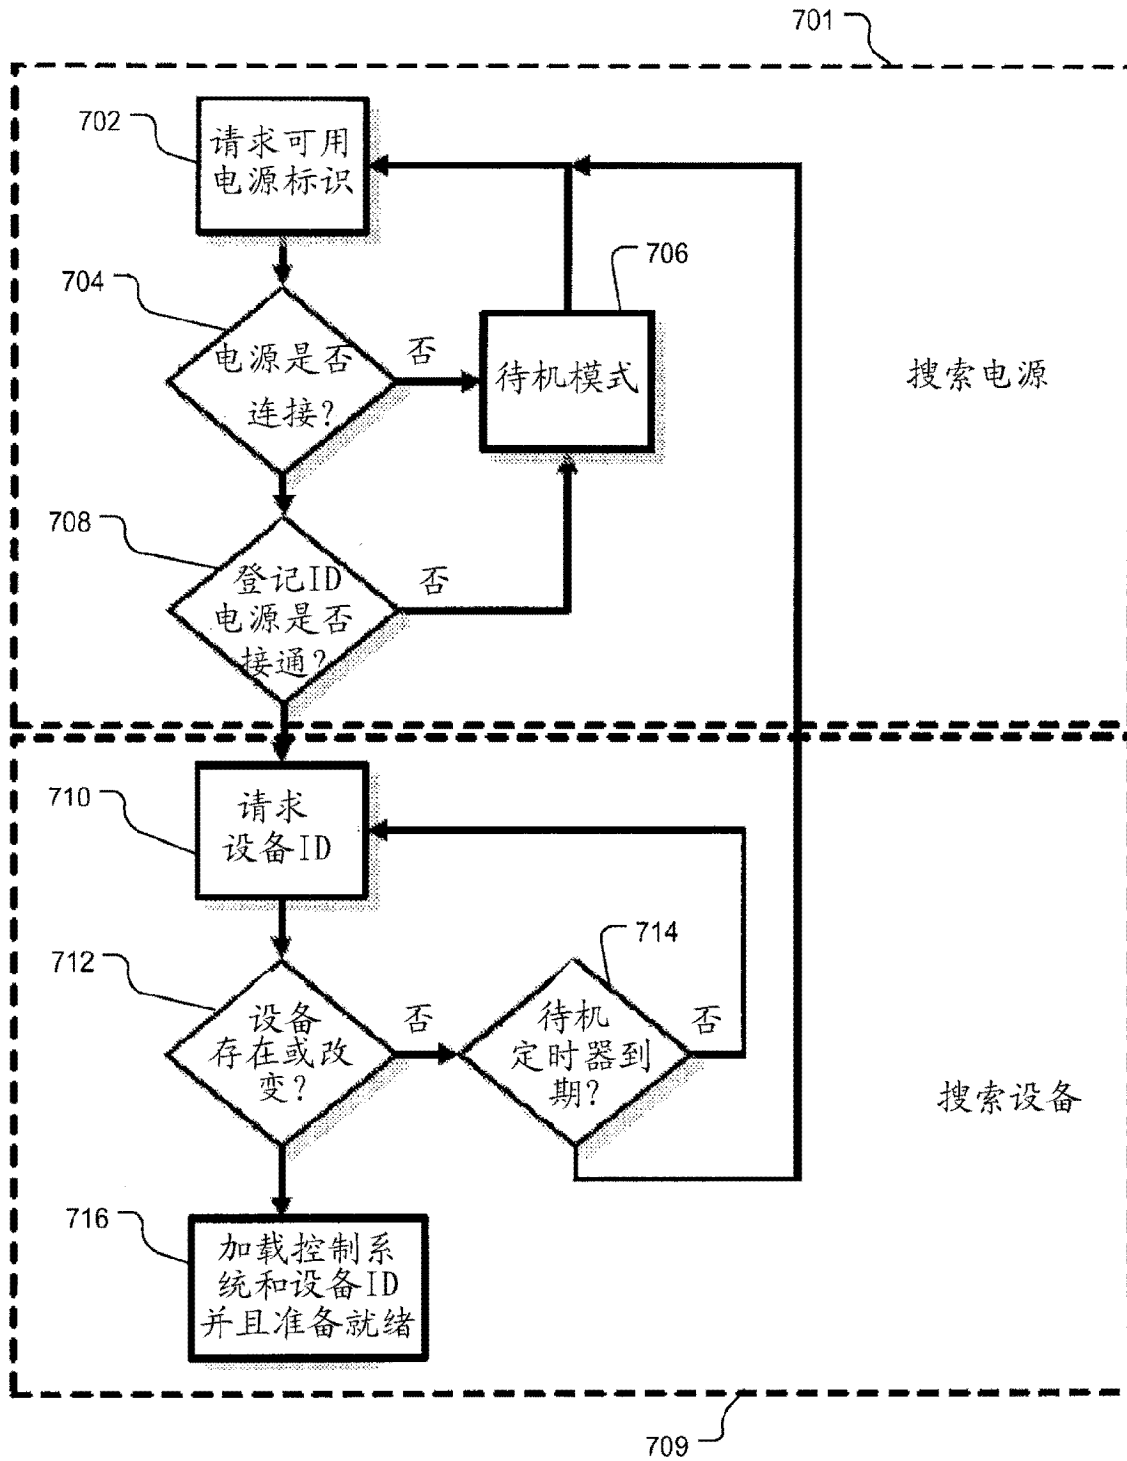 701
702
请求可用
电源标识
704
电源是否
连接?
否
706
待机模式
搜索电源
708
登记ID
电源是否
接通?
否
710
请求
设备ID
712
设备
存在或改
变?
否
714
待机
定时器到
期?
否
搜索设备
716
加载控制系
统和设备ID
并且准备就绪
709